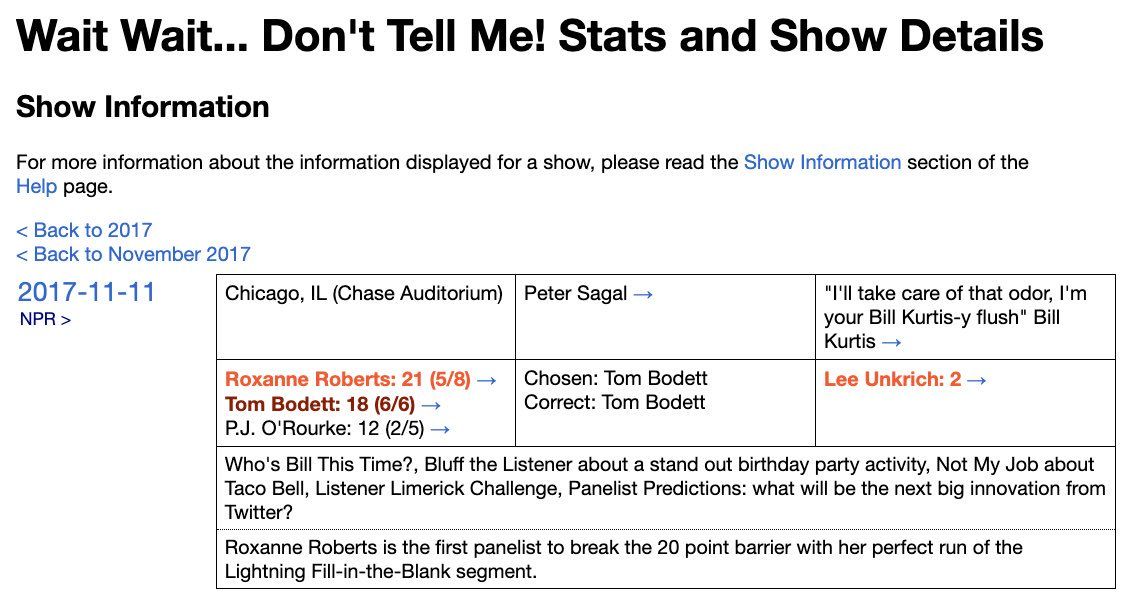 Wait Wait... Don't Tell Me! Stats and Show Details
Show Information
For more information about the information displayed for a show, please read the Show Information section of the
Help page.
< Back to 2017
< Back to November 2017
2017-11-11
NPR >
Chicago, IL (Chase Auditorium)
Peter Sagal →
"I'll take care of that odor, I'm
your Bill Kurtis-y flush" Bill
Kurtis →
Roxanne Roberts: 21 (5/8) →
Tom Bodett: 18 (6/6) →
P.J. O'Rourke: 12 (2/5) →
Chosen: Tom Bodett
Correct: Tom Bodett
Lee Unkrich: 2 →
Who's Bill This Time?, Bluff the Listener about a stand out birthday party activity, Not My Job about
Taco Bell, Listener Limerick Challenge, Panelist Predictions: what will be the next big innovation from
Twitter?
Roxanne Roberts is the first panelist to break the 20 point barrier with her perfect run of the
Lightning Fill-in-the-Blank segment.